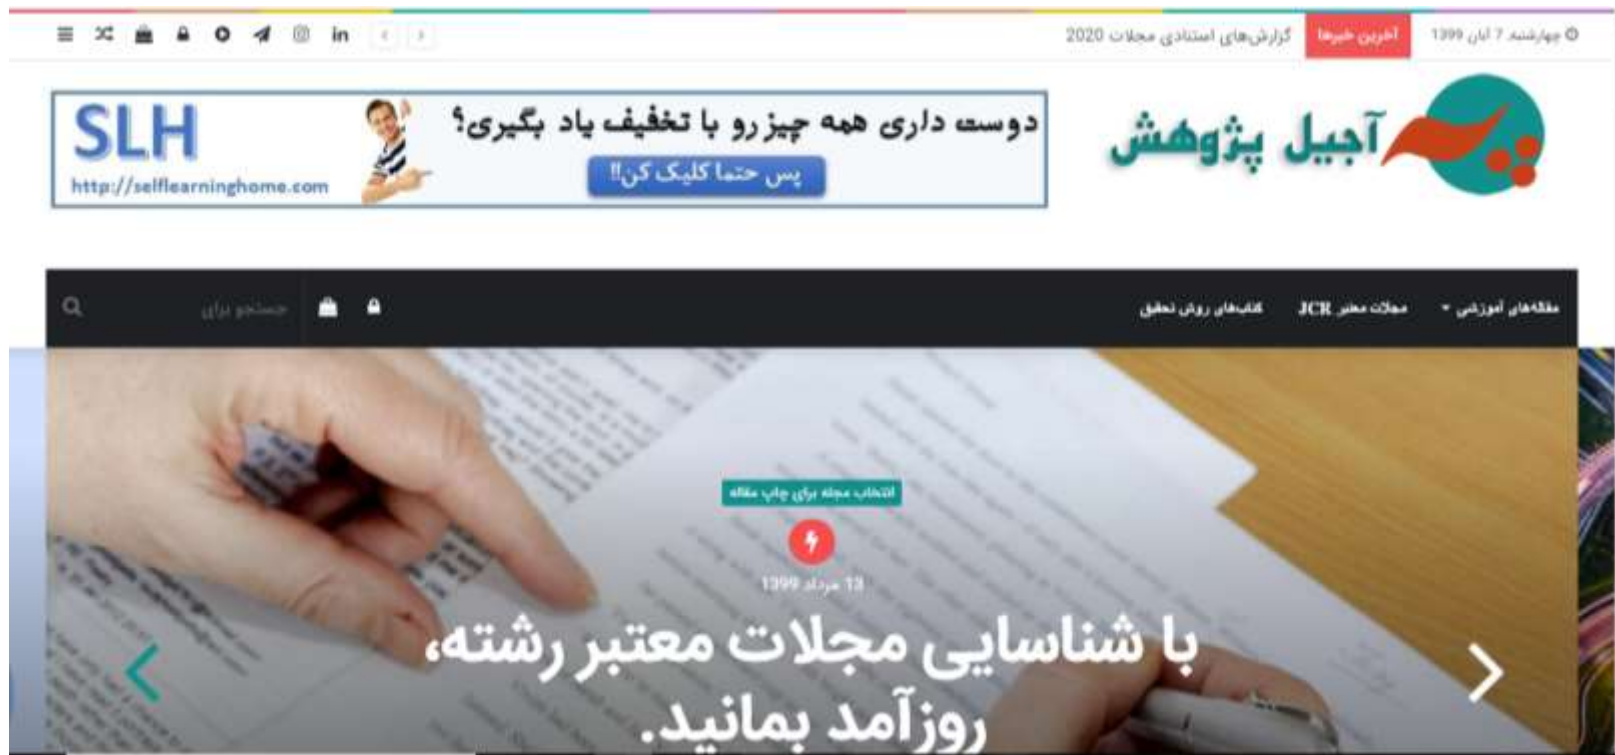 چهارشنبه, 7 آبان 1399
آخرین خبرها
گزارش‌های استنادی مجلات 2020
in
آجیل پژوهش
دوست داری همه چیز رو با تخفیف یاد بگیری؟
پس حتما کلیک کن!!
SLH
http://selflearninghome.com
مقاله‌های آموزشی
مجلات معتبر JCR
کتاب‌های روش تحقیق
جستجو برای
انتخاب مجله برای چاپ مقاله
13 مرداد 1399
با شناسایی مجلات معتبر رشته،
روزآمد بمانید.